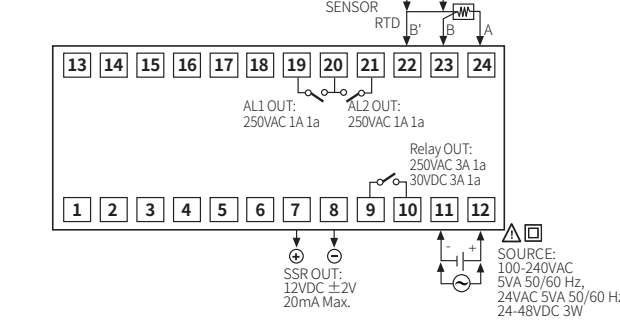 SENSOR
RTD
B' B A
13 14 15 16 17 18 19 20 21 22 23 24
AL1 OUT: AL2 OUT:
250VAC 1A 1a 250VAC 1A 1a
Relay OUT:
250VAC 3A 1a
30VDC 3A 1a
1 2 3 4 5 6 7 8 9 10 11 12
- +
+ -
SSR OUT:
12VDC ±2V
20mA Max.
SOURCE:
100-240VAC
5VA 50/60 Hz,
24VAC 5VA 50/60 H
24-48VDC 3W